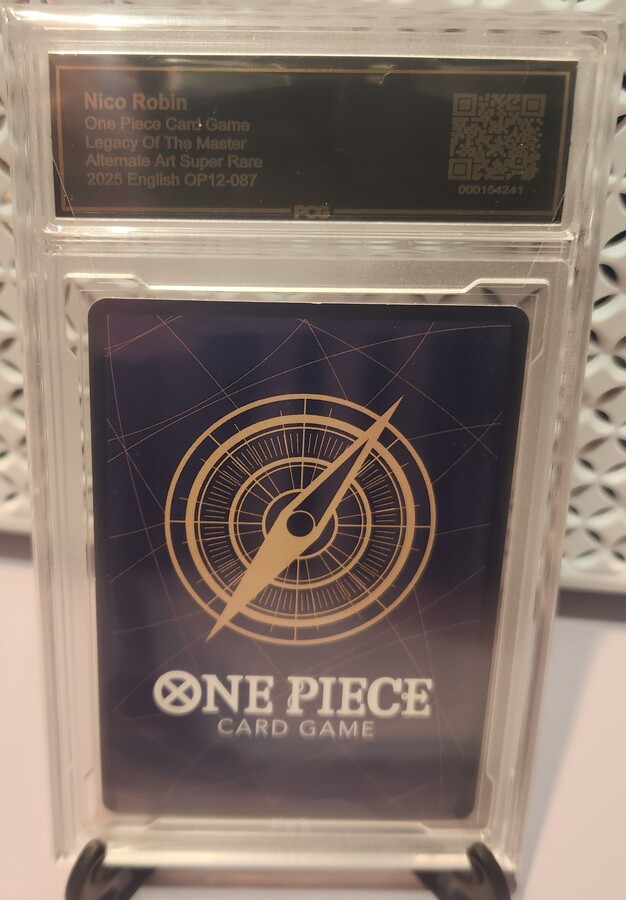 Nico Robin
One Piece Card Game
Legacy Of The Master
Alternate Art Super Rare
2025 English OP12-087
000154241
PCG
ONE PIECE
CARD GAME